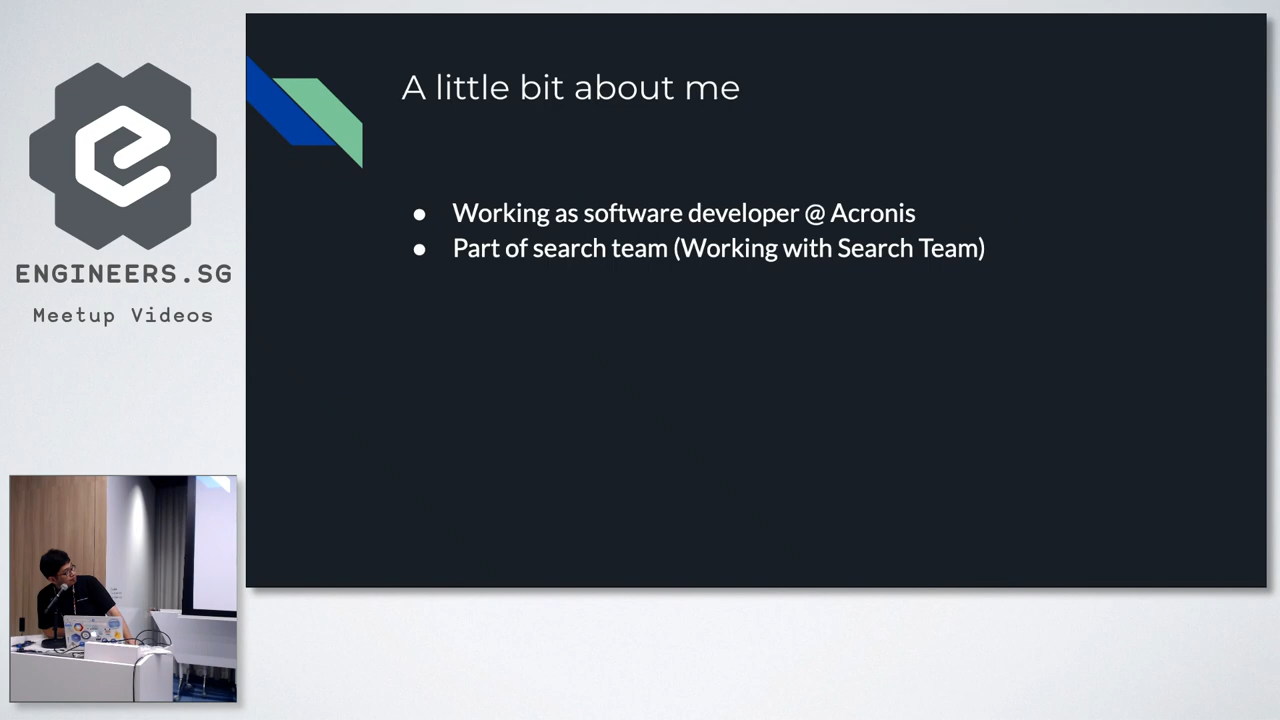 ENGINEERS.SG
Meetup Videos
A little bit about me
● Working as software developer @ Acronis
● Part of search team (Working with Search Team)